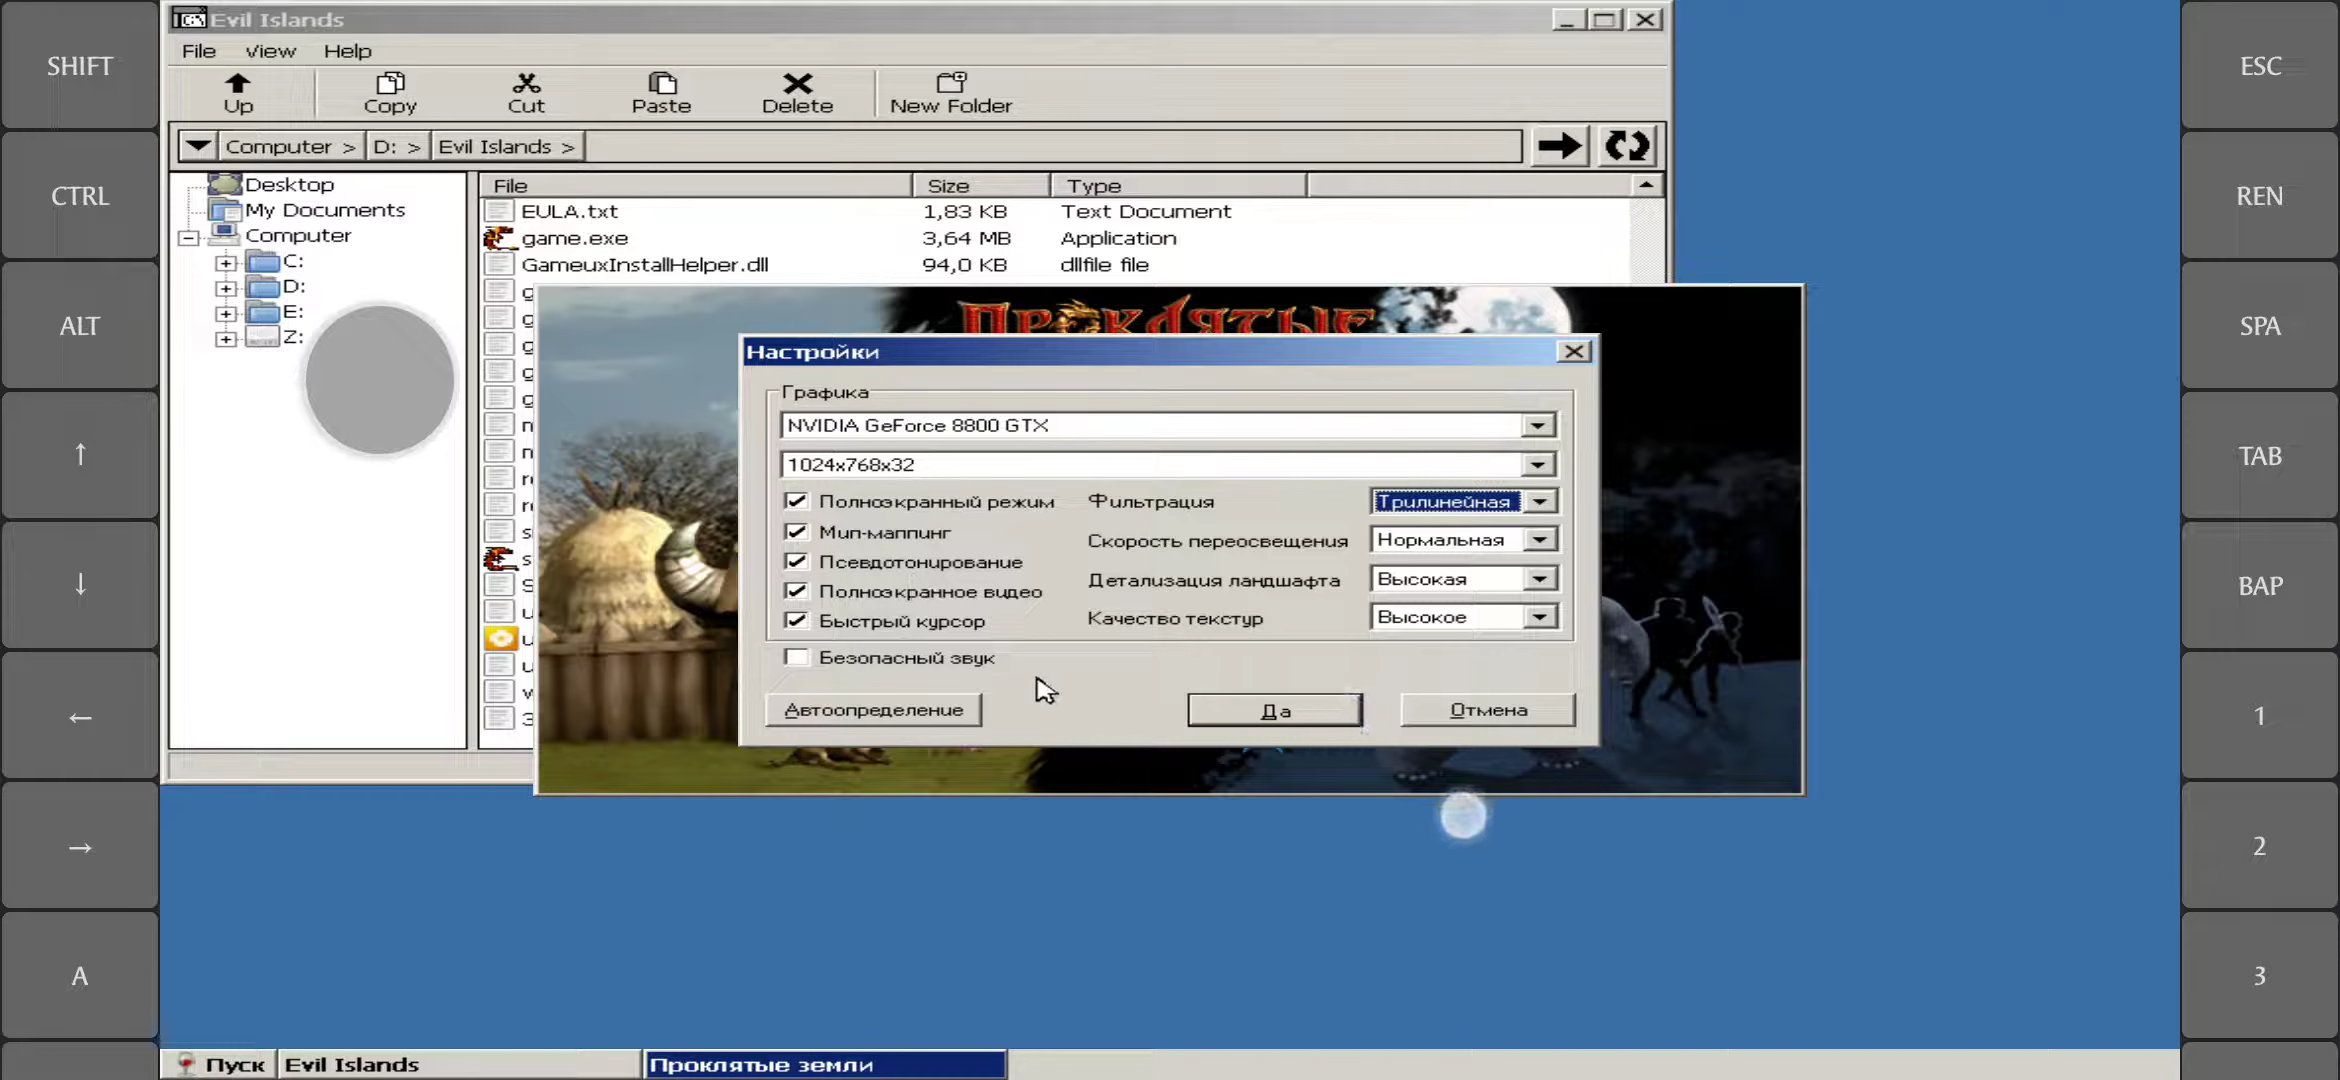 SHIFT
CTRL
ALT
↑
↓
←
→
A
Evil Islands
File View Help
Up Copy Cut Paste Delete New Folder
Computer > D: > Evil Islands >
Desktop
My Documents
Computer
C:
D:
E:
Z:
File Size Type
EULA.txt 1,83 KB Text Document
game.exe 3,64 MB Application
GameuxInstallHelper.dll 94,0 KB dllfile file
Проклятые
Настройки
Графика
NVIDIA GeForce 8800 GTX
1024x768x32
Полноэкранный режим Фильтрация Трилинейная
Мип-маппинг
Скорость переосвещения Нормальная
Псевдотонирование
Детализация ландшафта Высокая
Полноэкранное видео
Быстрый курсор Качество текстур Высокое
Безопасный звук
Автоопределение Да Отмена
Пуск Evil Islands Проклятые земли
ESC
REN
SPA
TAB
BAP
1
2
3